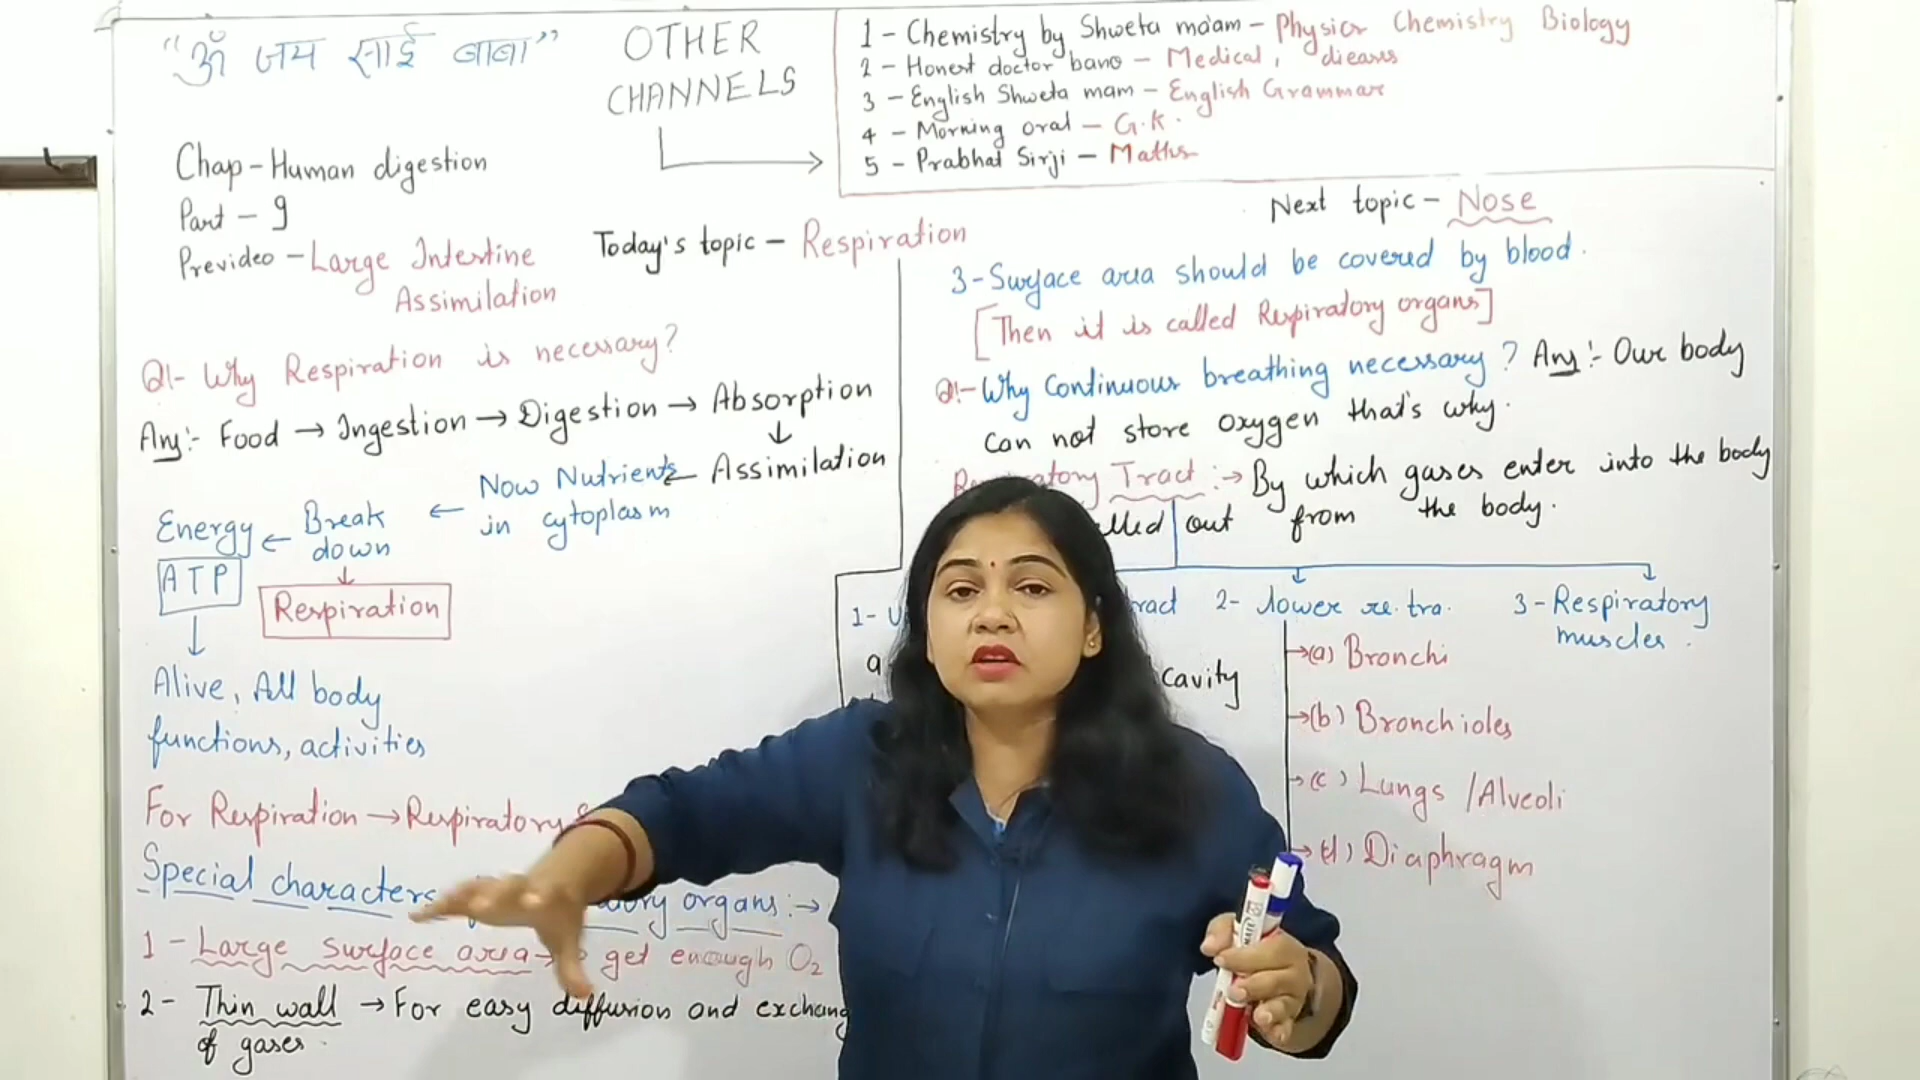 "ॐ जय साई बाबा"
OTHER
CHANNELS
1 - Chemistry by Shweta ma'am - Physics Chemistry Biology
2 - Honest doctor bano - Medical,
3 - English Shweta mam - English Grammar
4 - Morning oral - G.K.
5 - Prabhat Sirji - Maths
Chap - Human digestion
Part - 9
Prevideo - Large Intestine
Assimilation
Today's topic - Respiration
Next topic - Nose
Q1- Why Respiration is necessary?
Ans:- Food → Ingestion → Digestion → Absorption
↓
Now Nutrients ← Assimilation
in cytoplasm
Energy ← Break ←
down
ATP
Respiration
Alive, All body
functions, activities
For Respiration → Respiratory
Special characters
organs:→
1 - Large surface area → get enough O2
2 - Thin wall → For easy diffusion and exchang
of gases.
3 - Surface area should be covered by blood.
[Then it is called Respiratory organs]
Q!- Why Continuous breathing necessary? Ans:- Our body
can not store oxygen that's why.
Tract :→ By which gases enter into the body
out from the body.
1- 2- lower re. tra. 3 - Respiratory
muscles.
cavity
(a) Bronchi
(b) Bronchioles
(c) Lungs /Alveoli
(d) Diaphragm